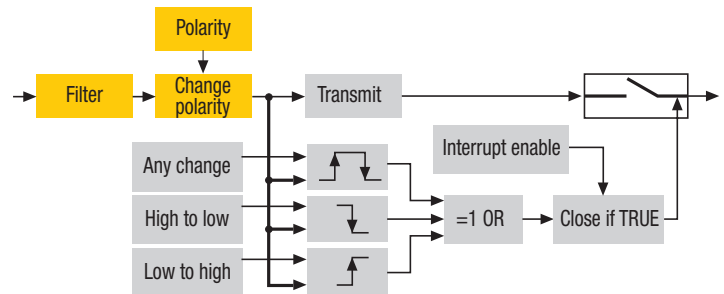 Polarity
Filter
Change
polarity
Transmit
Any change
Interrupt enable
High to low
=1 OR
Close if TRUE
Low to high